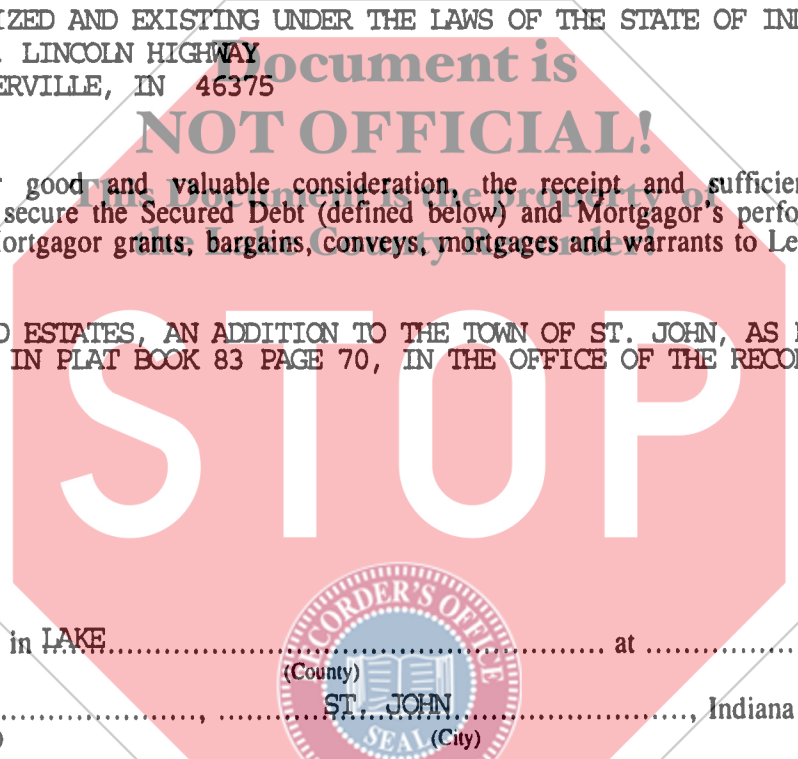 IZED AND EXISTING UNDER THE LAWS OF THE STATE OF
LINCOLN HIGHWAY
ERVILLE, IN 46375
Document is
NOT OFFICIAL!
This Document is the property of
the Lake County Recorder!
good and valuable consideration, the receipt and sufficien
secure the Secured Debt (defined below) and Mortgagor's perfo
ortgagor grants, bargains, conveys, mortgages and warrants to Le
ESTATES, AN ADDITION TO THE TOWN OF ST. JOHN, AS
IN PLAT BOOK 83 PAGE 70, IN THE OFFICE OF THE RECO
STOP
RECORDER'S OFFICE
in LAKE at
(County)
, ST. JOHN, Indiana
SEAL
(City)